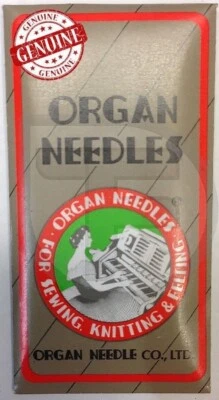 GENUINE
GENUINE
GENUINE
ORGAN
NEEDLES
· ORGAN NEEDLES ·
FOR SEWING, KNITTING & FELTING
ORGAN NEEDLE CO., LTD.